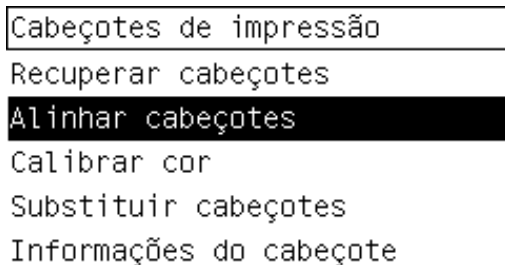 Cabeçotes de impressão
Recuperar cabeçotes
Alinhar cabeçotes
Calibrar cor
Substituir cabeçotes
Informações do cabeçote